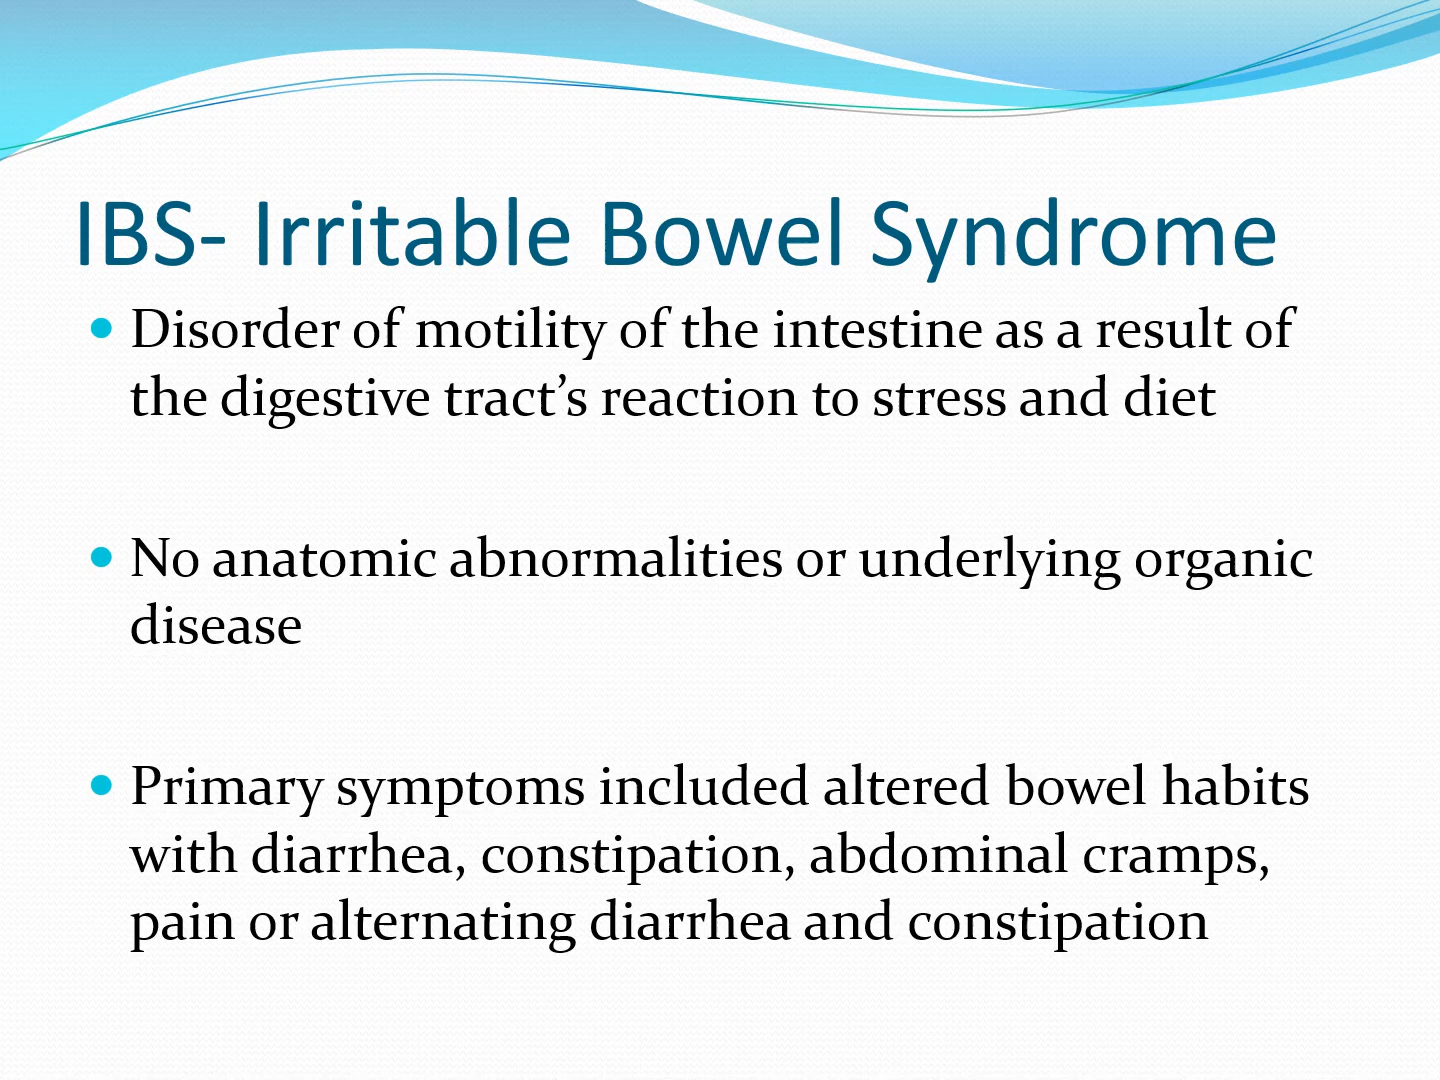 IBS- Irritable Bowel Syndrome
• Disorder of motility of the intestine as a result of
the digestive tract’s reaction to stress and diet
• No anatomic abnormalities or underlying organic
disease
• Primary symptoms included altered bowel habits
with diarrhea, constipation, abdominal cramps,
pain or alternating diarrhea and constipation